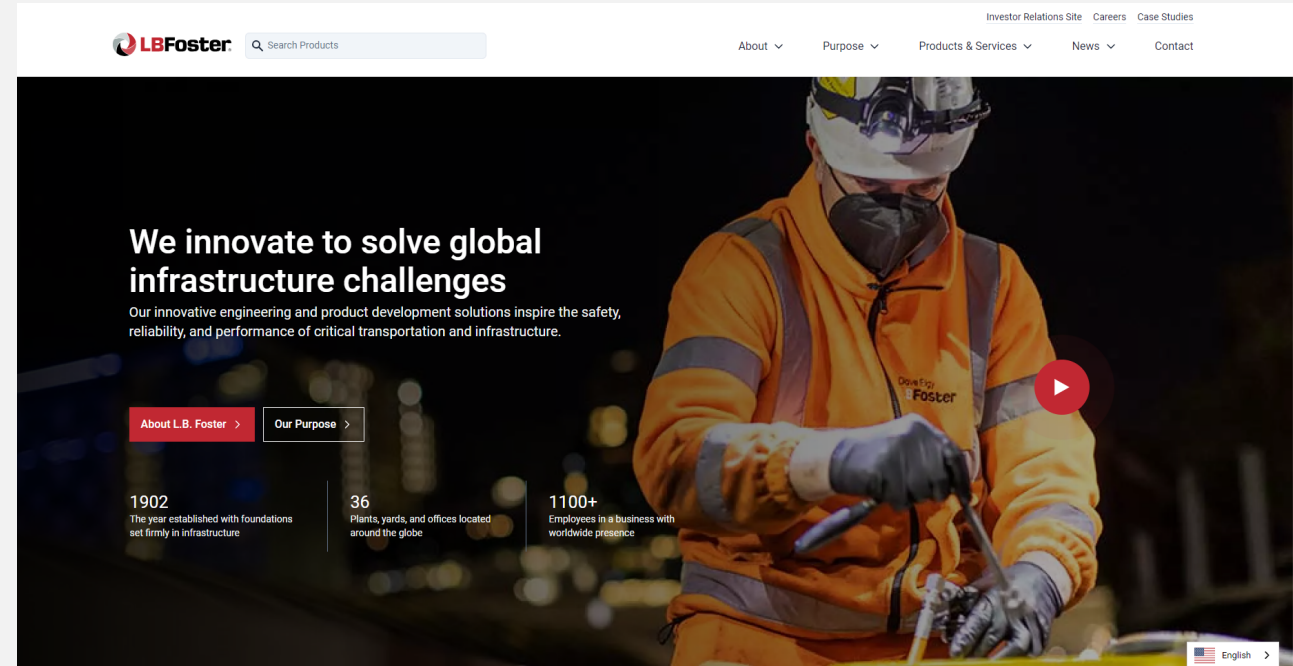 Investor Relations Site Careers Case Studies
LBFoster
Search Products
About Purpose Products & Services News Contact
We innovate to solve global
infrastructure challenges
Our innovative engineering and product development solutions inspire the safety,
reliability, and performance of critical transportation and infrastructure.
About L.B. Foster
Our Purpose
1902
The year established with foundations
set firmly in infrastructure
36
Plants, yards, and offices located
around the globe
1100+
Employees in a business with
worldwide presence
Dave
Foster
English